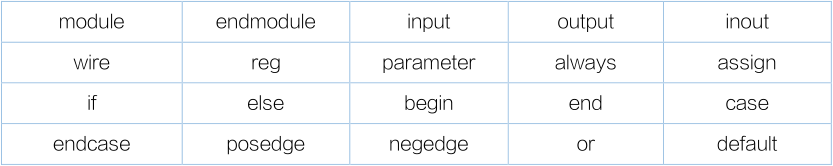 module endmodule input output inout
wire reg parameter always assign
if else begin end case
endcase posedge negedge or default